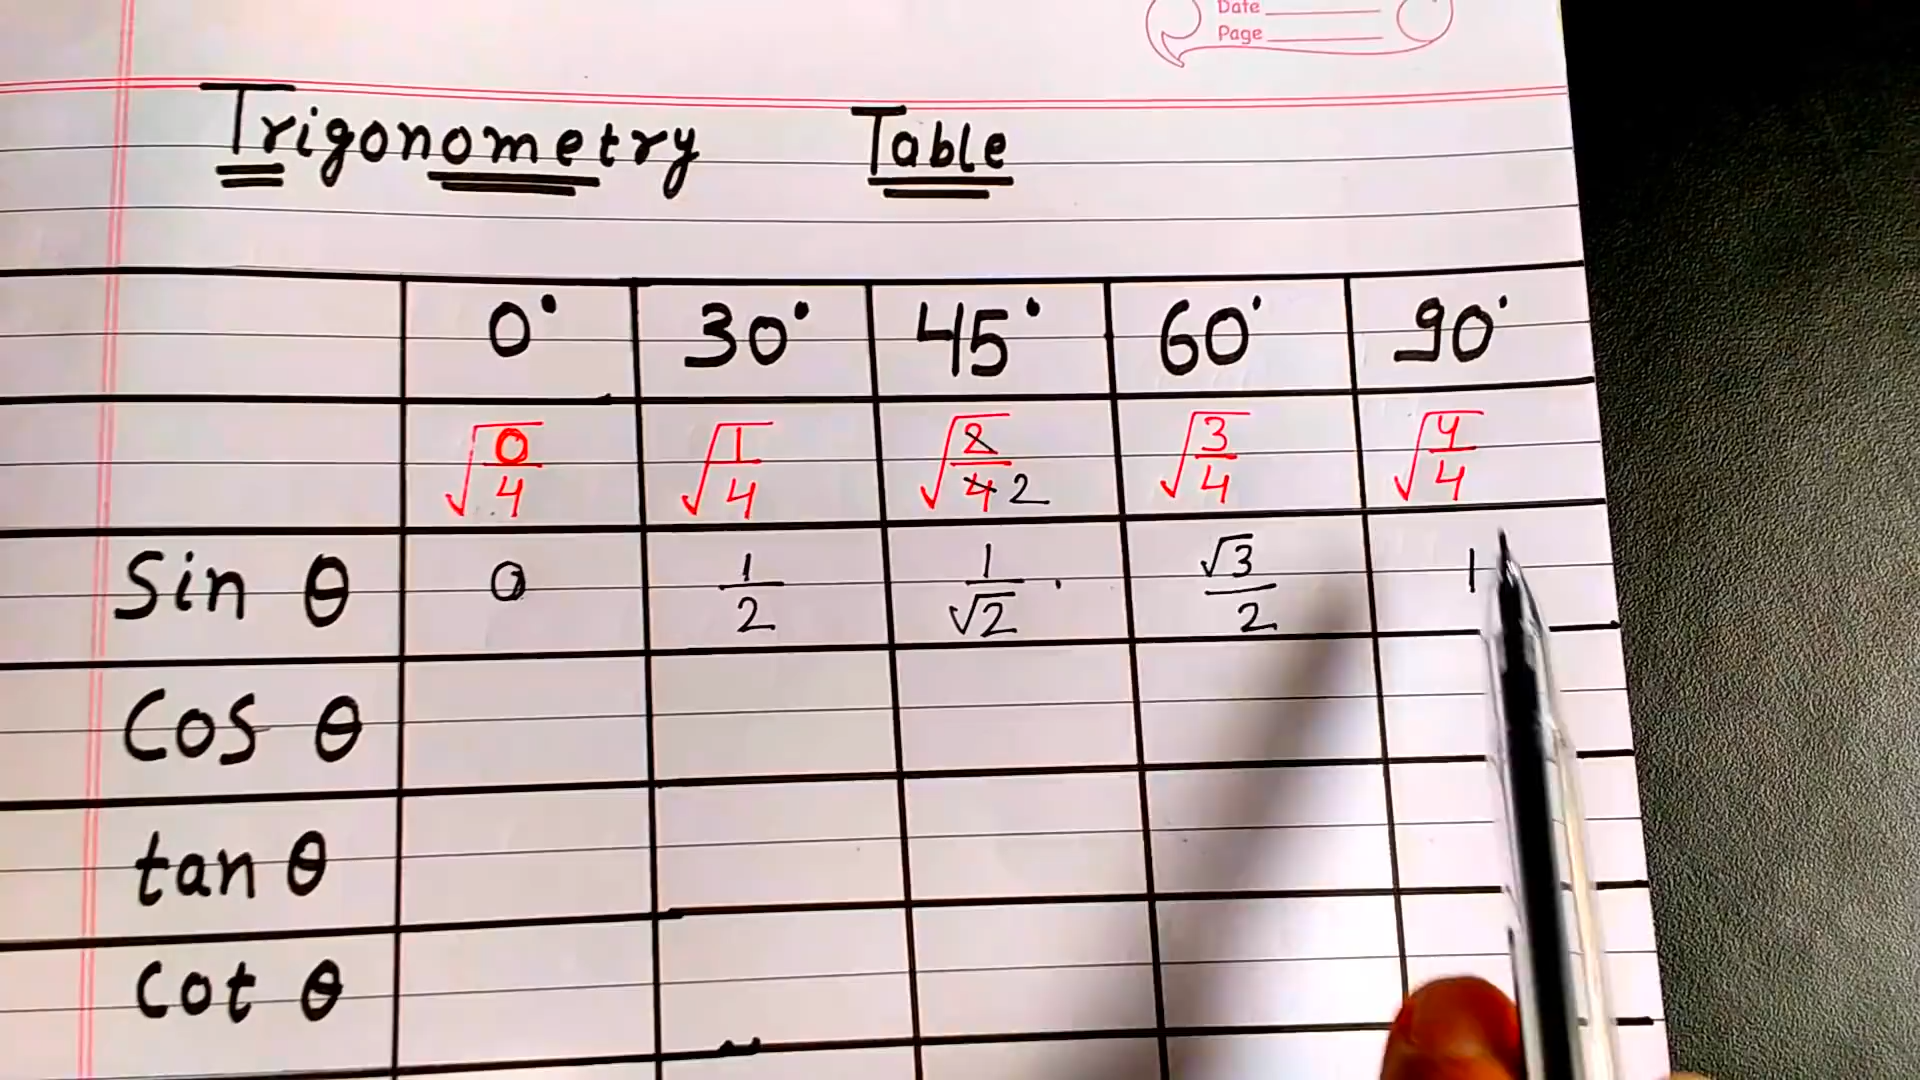 Date
Page
Trigonometry Table
0° 30° 45° 60° 90°
√0/4 √1/4 √2/4 2 √3/4 √4/4
Sin θ 0 1/2 1/√2 √3/2 1
Cos θ
tan θ
Cot θ